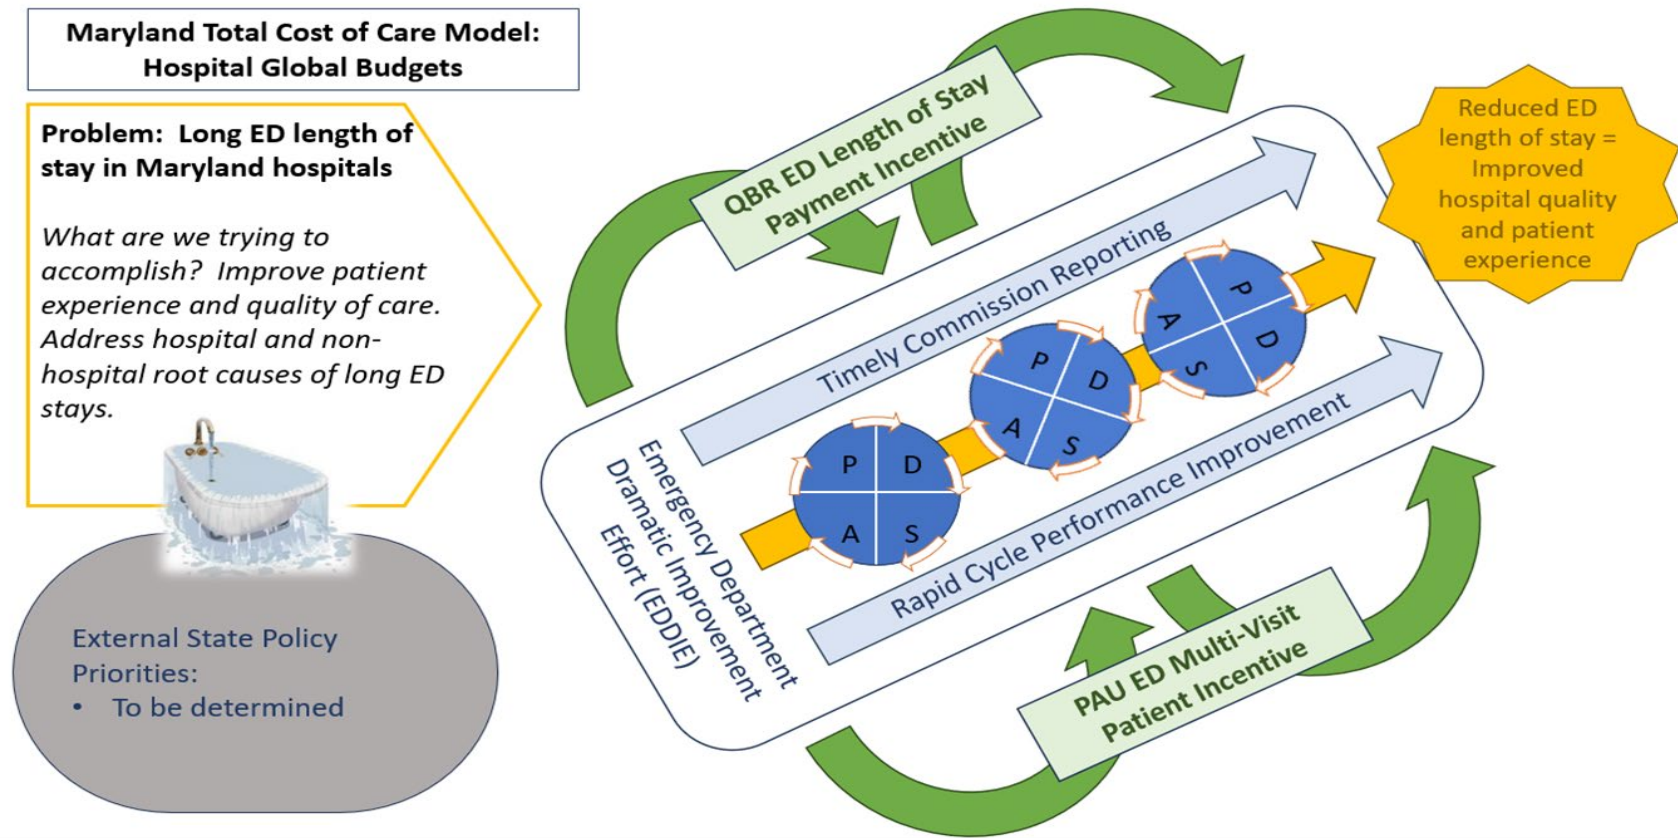 Maryland Total Cost of Care Model:
Hospital Global Budgets
Problem:  Long ED length of
stay in Maryland hospitals
What are we trying to
accomplish?  Improve patient
experience and quality of care.
Address hospital and non-
hospital root causes of long ED
stays.
External State Policy
Priorities:
• To be determined
QBR ED Length of Stay
Payment Incentive
Timely Commission Reporting
Emergency Department
Dramatic Improvement
Effort (EDDIE)
P D
A S
P D
A S
P D
A S
Rapid Cycle Performance Improvement
PAU ED Multi-Visit
Patient Incentive
Reduced ED
length of stay =
Improved
hospital quality
and patient
experience